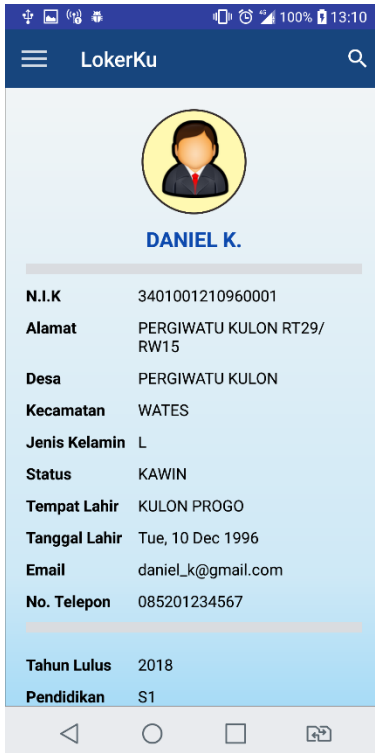 4G 100% 13:10
LokerKu
DANIEL K.
N.I.K 3401001210960001
Alamat PERGIWATU KULON RT29/
RW15
Desa PERGIWATU KULON
Kecamatan WATES
Jenis Kelamin L
Status KAWIN
Tempat Lahir KULON PROGO
Tanggal Lahir Tue, 10 Dec 1996
Email daniel_k@gmail.com
No. Telepon 085201234567
Tahun Lulus 2018
Pendidikan S1